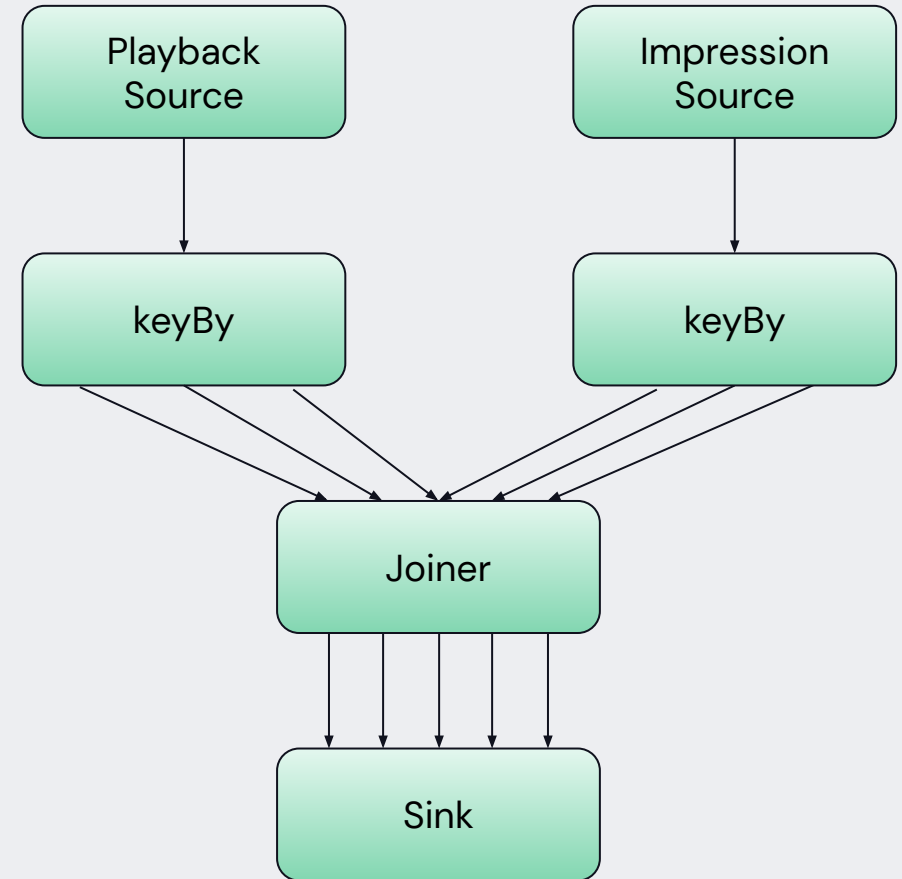 Playback
Source
Impression
Source
keyBy
keyBy
Joiner
Sink